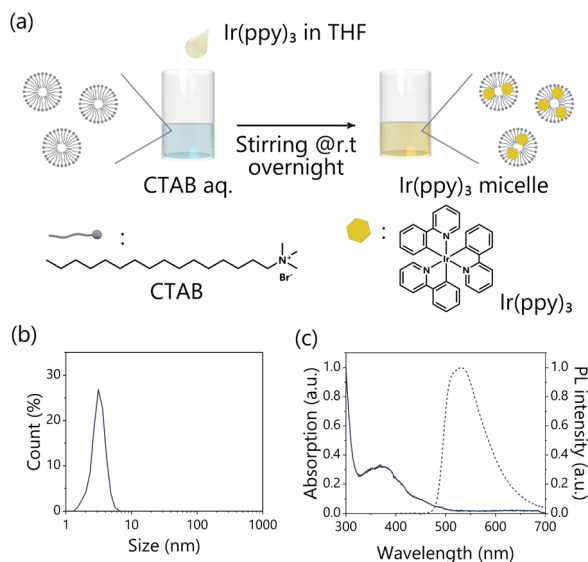 (a)
Ir(ppy)₃ in THF
Stirring @r.t
overnight
CTAB aq.
Ir(ppy)₃ micelle
:
N⁺
Br⁻
CTAB
:
N
N
Ir
N
Ir(ppy)₃
(b)
Count (%)
30
20
10
0
1
10
100
1000
Size (nm)
(c)
Absorption (a.u.)
1.0
0.8
0.6
0.4
0.2
0.0
300
400
500
600
700
Wavelength (nm)
1.0
0.8
0.6
0.4
0.2
0.0
PL intensity
(a.u.)